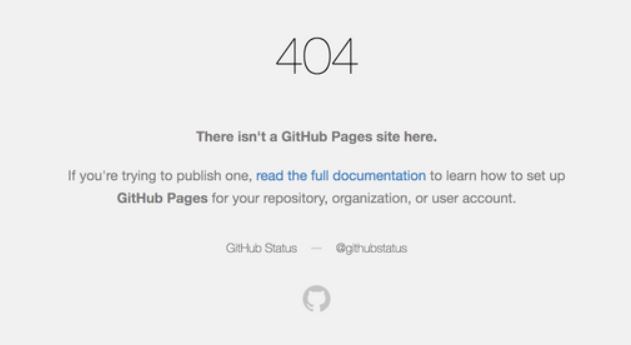 404
There isn't a GitHub Pages site here.
If you're trying to publish one, read the full documentation to learn how to set up
GitHub Pages for your repository, organization, or user account.
GitHub Status — @githubstatus